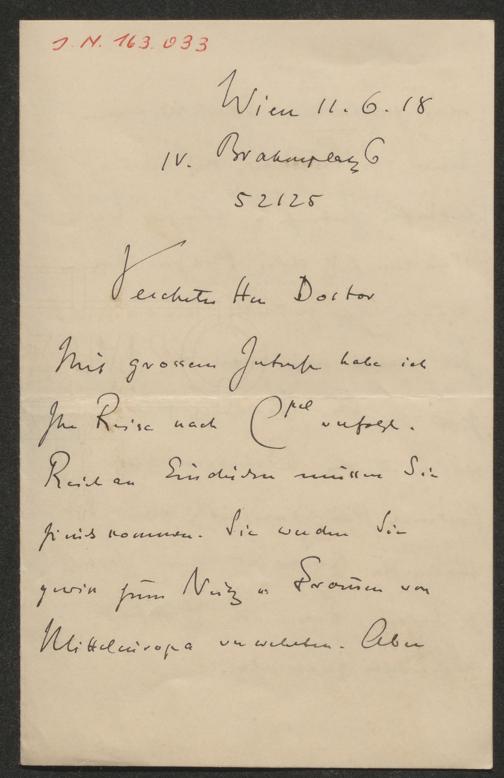 J.N. 163.033
Wien 11.6.18
IV. Brahmsplatz 6
52125
Verehrter Herr Doctor
Mit grossem Interesse habe ich
Ihre Reise nach Cpel verfolgt.
Reich an Eindrücken müssen Sie
zurückkommen. Sie werden Sie
gewiss zum Nutz u Frommen von
Mitteleuropa verwerthen. Aber